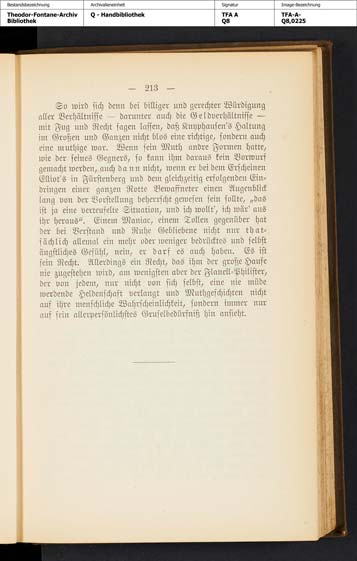 Bestandsbezeichnung
Archivalieneinheit
Signatur
Image-Bezeichnung
Theodor-Fontane-Archiv
Bibliothek
Q - Handbibliothek
TFA A
Q8
TFA-A-
Q8,0225
— 213 —
So wird sich denn bei billiger und gerechter Würdigung
aller Verhältnisse — darunter auch die Geldverhältnisse —
mit Fug und Recht sagen lassen, daß Knyphausen's Haltung
im Großen und Ganzen nicht blos eine richtige, sondern auch
eine muthige war. Wenn sein Muth andre Formen hatte,
wie der seines Gegners, so kann ihm daraus kein Vorwurf
gemacht werden, auch dann nicht, wenn er bei dem Erscheinen
Elliot's in Fürstenberg und dem gleichzeitig erfolgenden Ein-
dringen einer ganzen Rotte Bewaffneter einen Augenblick
lang von der Vorstellung beherrscht gewesen sein sollte, „das
ist ja eine verteufelte Situation, und ich wollt', ich wär' aus
ihr heraus“. Einem Maniac, einem Tollen gegenüber hat
der bei Verstand und Ruhe Gebliebene nicht nur that-
sächlich allemal ein mehr oder weniger bedrücktes und selbst
ängstliches Gefühl, nein, er darf es auch haben. Es ist
sein Recht. Allerdings ein Recht, das ihm der große Haufe
nie zugestehen wird, am wenigsten aber der Flanell-Philister,
der von jedem, nur nicht von sich selbst, eine nie müde
werdende Heldenschaft verlangt und Muthgeschichten nicht
auf ihre menschliche Wahrscheinlichkeit, sondern immer nur
auf sein allerpersönlichstes Gruselbedürfniß hin ansieht.